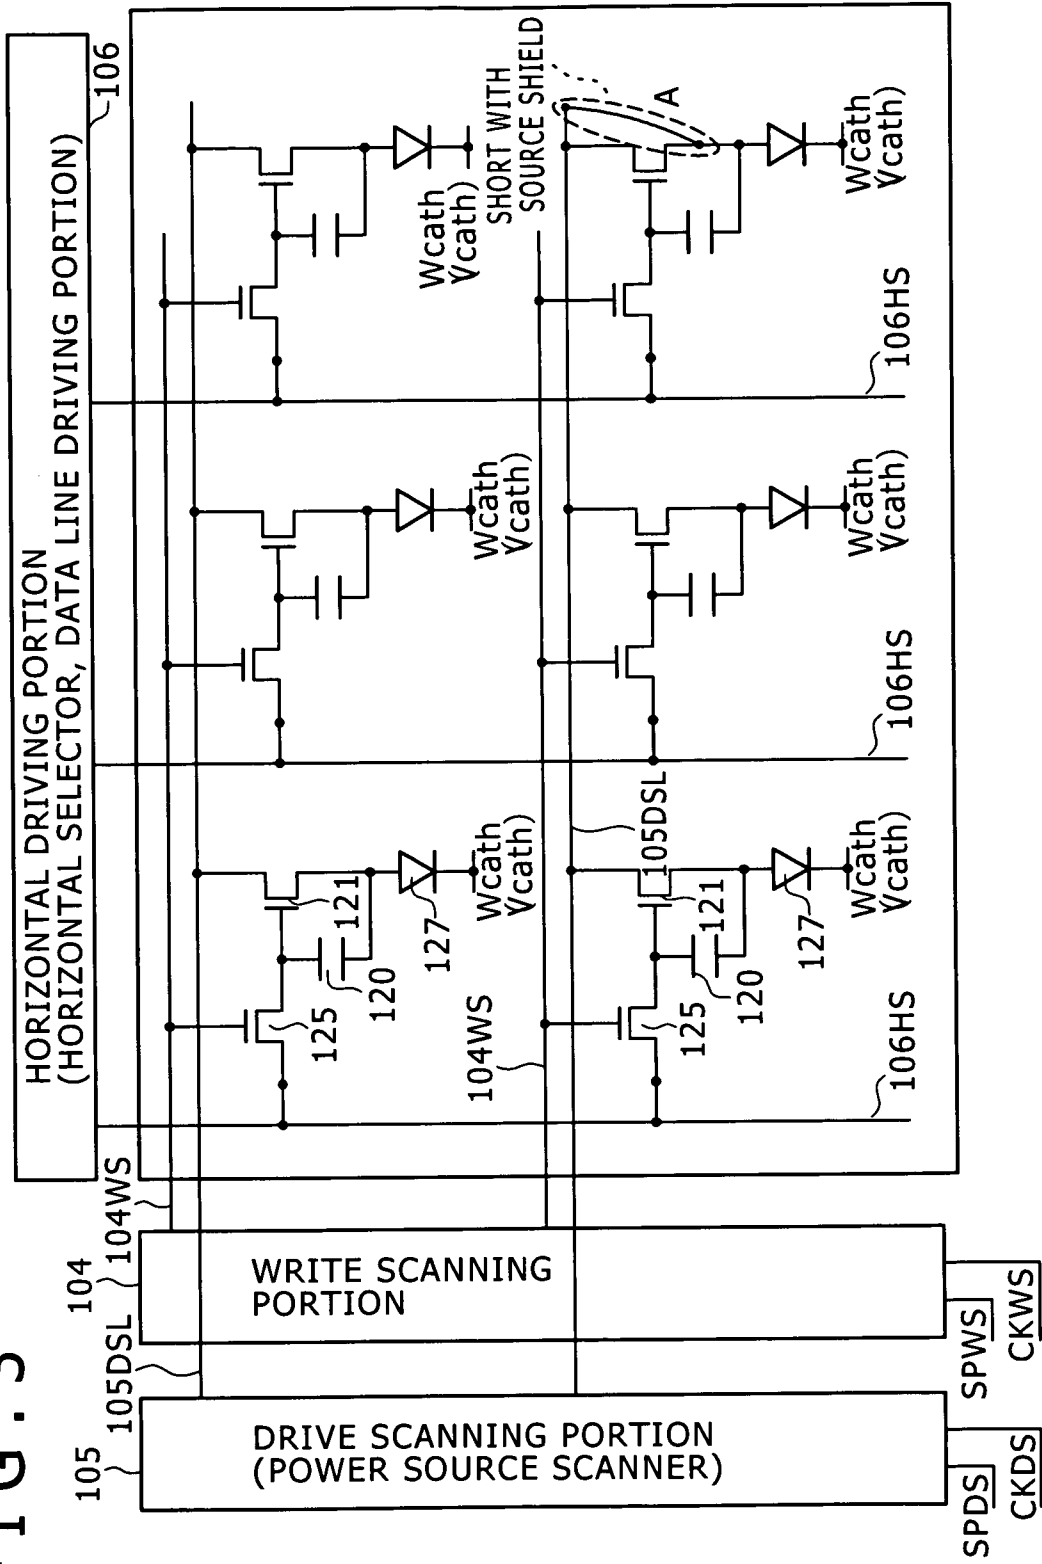 HORIZONTAL DRIVING PORTION
(HORIZONTAL SELECTOR, DATA LINE DRIVING PORTION)
106
105
105DSL
104
104WS
DRIVE SCANNING PORTION
(POWER SOURCE SCANNER)
WRITE SCANNING
PORTION
SPDS
CKDS
SPWS
CKWS
125
120
121
127
Wcath
(Vcath)
Wcath
(Vcath)
Wcath
(Vcath)
104WS
105DSL
SHORT WITH
SOURCE SHIELD
A
125
120
121
127
Wcath
(Vcath)
Wcath
(Vcath)
Wcath
(Vcath)
106HS
106HS
106HS